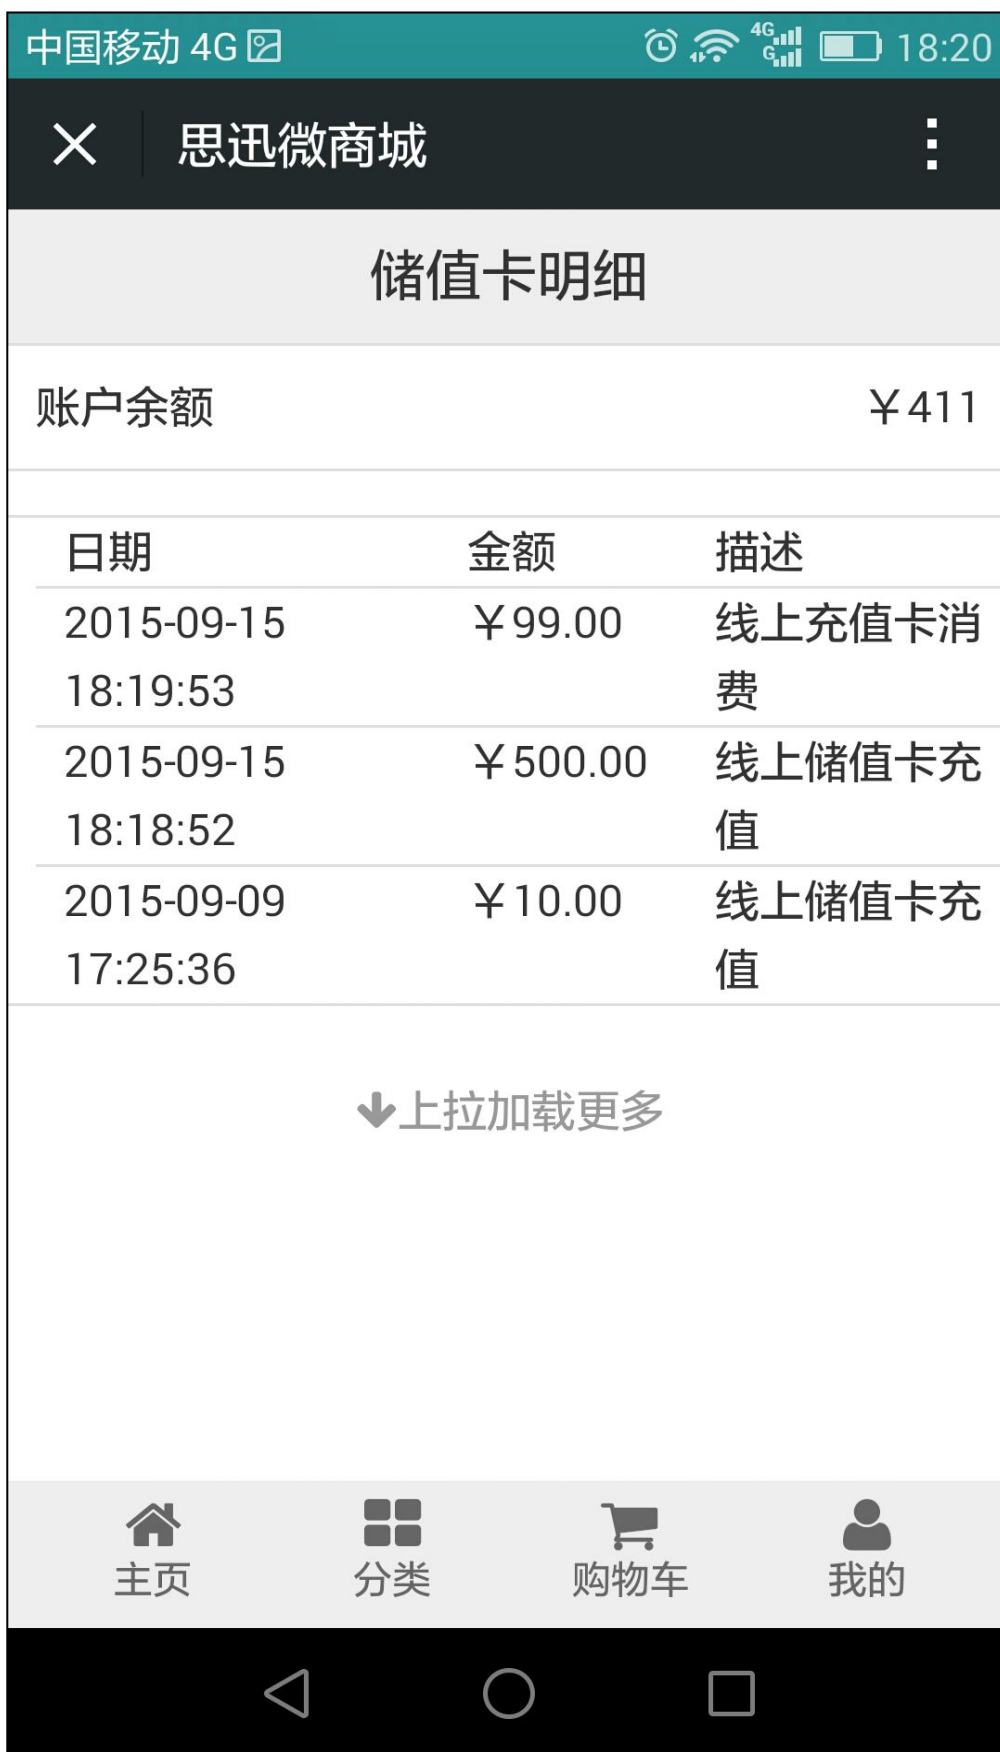 中国移动 4G 4G G 18:20
思迅微商城
储值卡明细
账户余额 ￥411
日期 金额 描述
2015-09-15 ￥99.00 线上充值卡消
18:19:53 费
2015-09-15 ￥500.00 线上储值卡充
18:18:52 值
2015-09-09 ￥10.00 线上储值卡充
17:25:36 值
上拉加载更多
主页 分类 购物车 我的